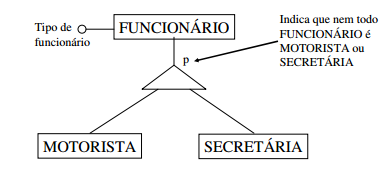 Tipo de
funcionário
FUNCIONÁRIO
p
Indica que nem todo
FUNCIONÁRIO é
MOTORISTA ou
SECRETÁRIA
MOTORISTA
SECRETÁRIA